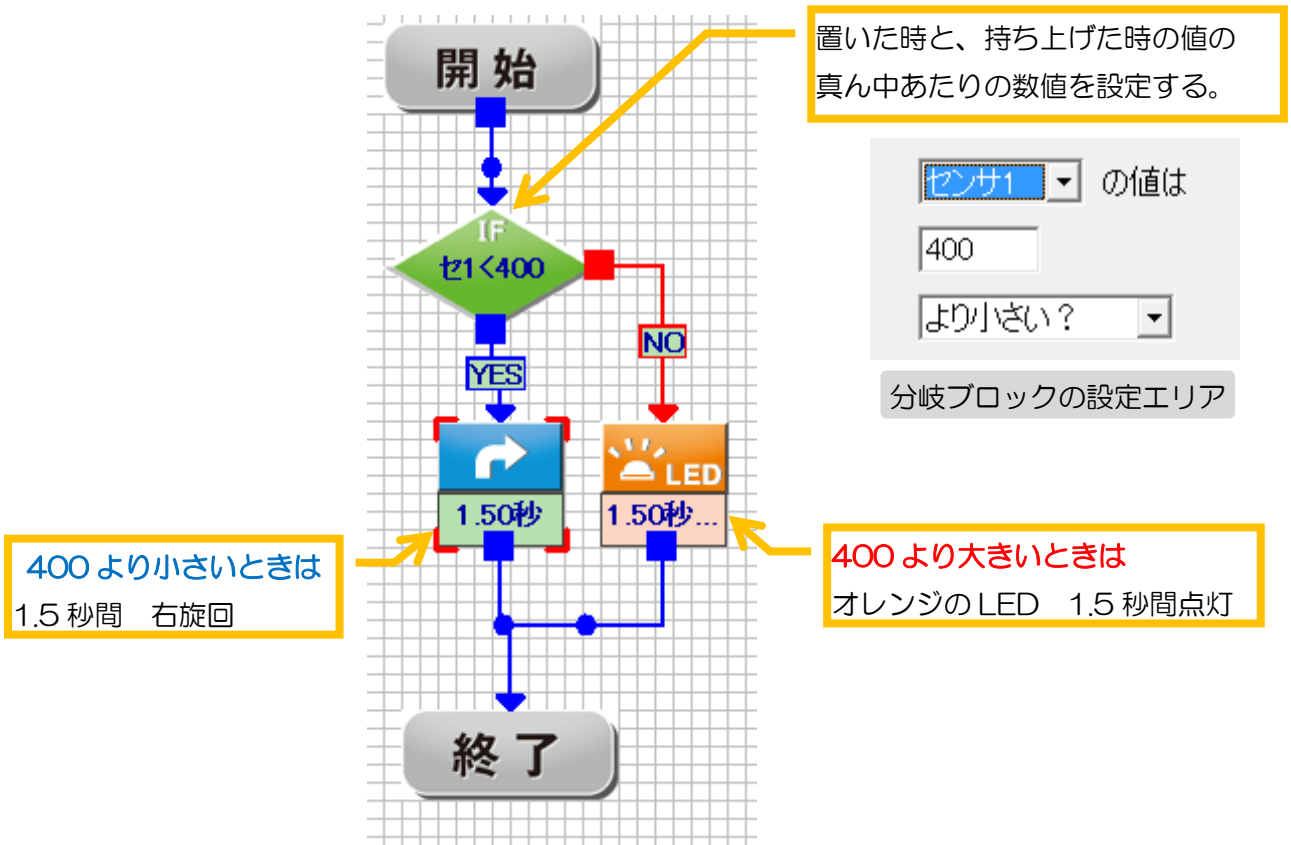 開始
置いた時と、持ち上げた時の値の
真ん中あたりの数値を設定する。
センサ1 の値は
400
より小さい？
分岐ブロックの設定エリア
IF
セ1<400
NO
YES
LED
1.50秒
1.50秒...
400より小さいときは
1.5秒間　右旋回
400より大きいときは
オレンジのLED　1.5秒間点灯
終了